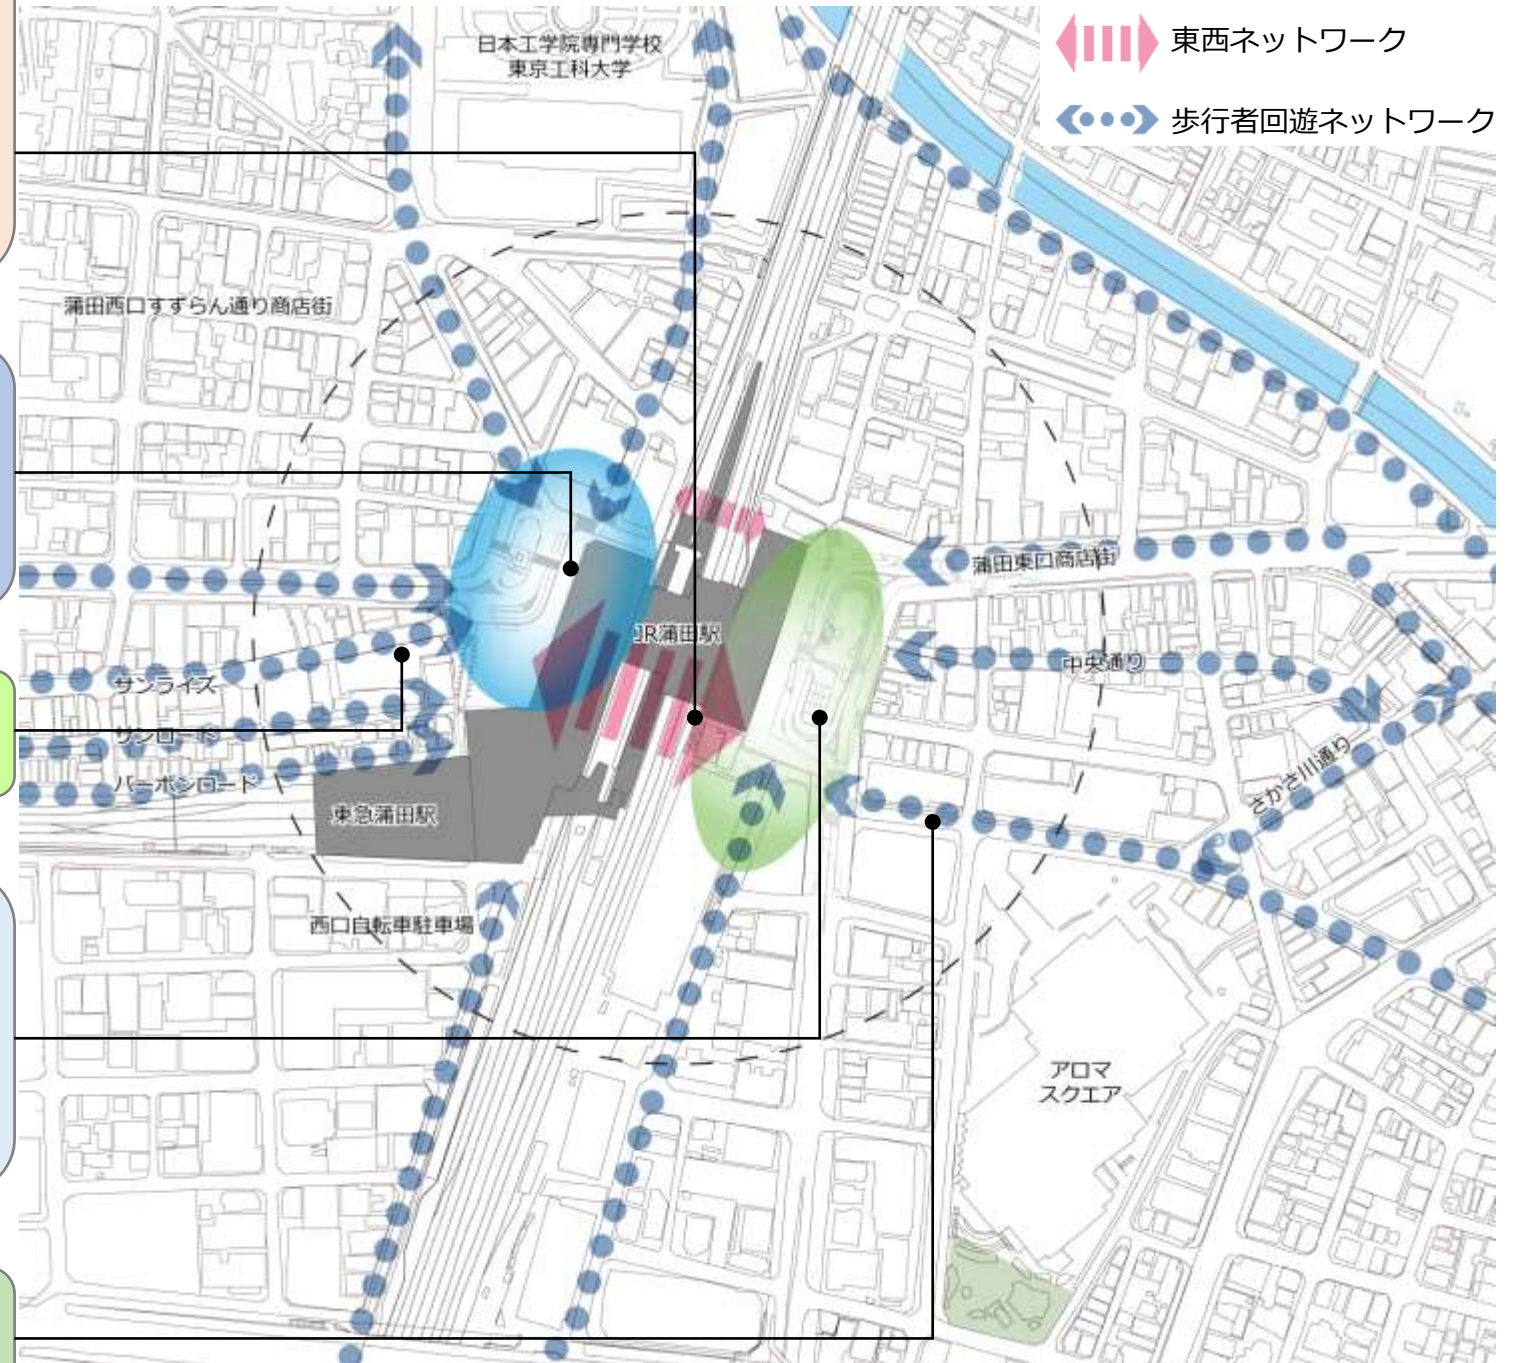 東西ネットワーク
歩行者回遊ネットワーク
日本工学院専門学校
東京工科大学
蒲田西口すずらん通り商店街
蒲田東口商店街
JR蒲田駅
中央通り
サンライズ
サンロード
バーボンロード
さかさ川通り
東急蒲田駅
西口自転車駐車場
アロマ
スクエア